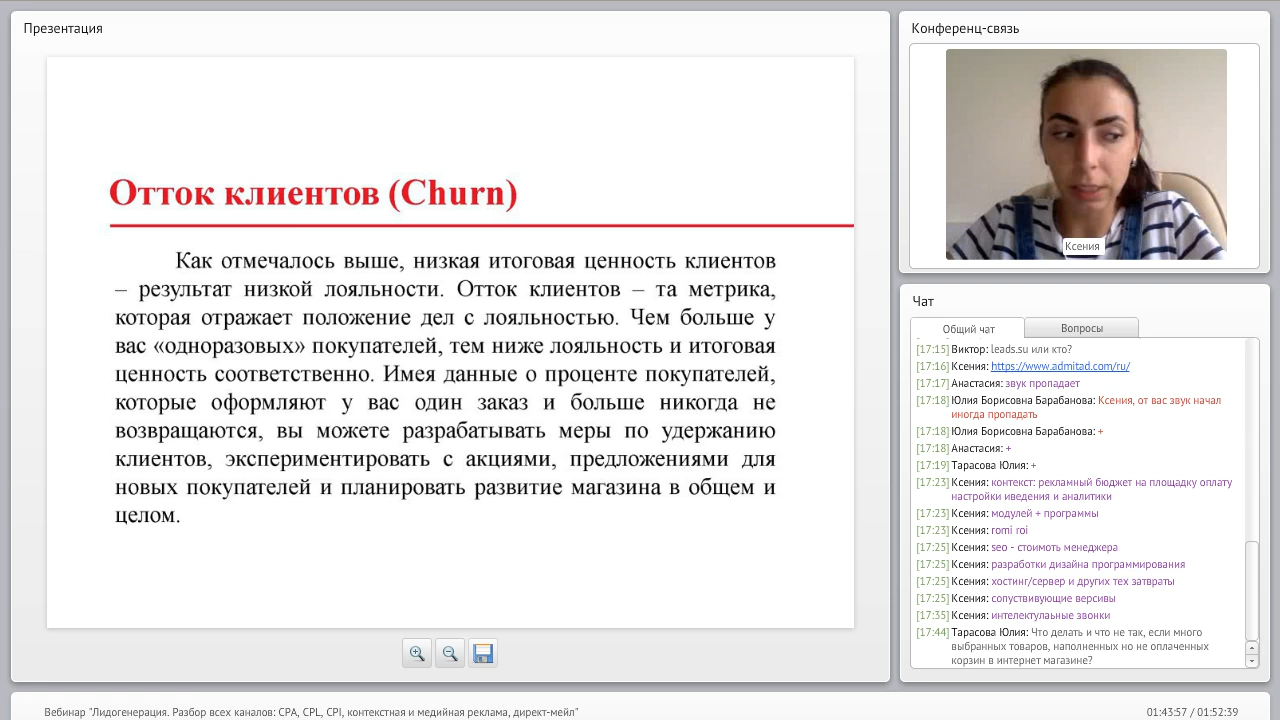 Презентация
Отток клиентов (Churn)
Как отмечалось выше, низкая итоговая ценность клиентов
– результат низкой лояльности. Отток клиентов – та метрика,
которая отражает положение дел с лояльностью. Чем больше у
вас «одноразовых» покупателей, тем ниже лояльность и итоговая
ценность соответственно. Имея данные о проценте покупателей,
которые оформляют у вас один заказ и больше никогда не
возвращаются, вы можете разрабатывать меры по удержанию
клиентов, экспериментировать с акциями, предложениями для
новых покупателей и планировать развитие магазина в общем и
целом.
Конференц-связь
Ксения
Чат
Общий чат
Вопросы
[17:15] Виктор: leads.su или кто?
[17:16] Ксения: https://www.admitad.com/ru/
[17:17] Анастасия: звук пропадает
[17:18] Юлия Борисовна Барабанова: Ксения, от вас звук начал
иногда пропадать
[17:18] Юлия Борисовна Барабанова: +
[17:18] Анастасия: +
[17:19] Тарасова Юлия: +
[17:23] Ксения: контекст: рекламный бюджет на площадку оплату
настройки иведения и аналитики
[17:23] Ксения: модулей + программы
[17:23] Ксения: romi roi
[17:25] Ксения: seo - стоимоть менеджера
[17:25] Ксения: разработки дизайна программирования
[17:25] Ксения: хостинг/сервер и других тех затвраты
[17:25] Ксения: сопуствивующие версивы
[17:35] Ксения: интелектулаьные звонки
[17:44] Тарасова Юлия: Что делать и что не так, если много
выбранных товаров, наполненных но не оплаченных
корзин в интернет магазине?
Вебинар "Лидогенерация. Разбор всех каналов: CPA, CPL, CPI, контекстная и медийная реклама, директ-мейл"
01:43:57 / 01:52:39